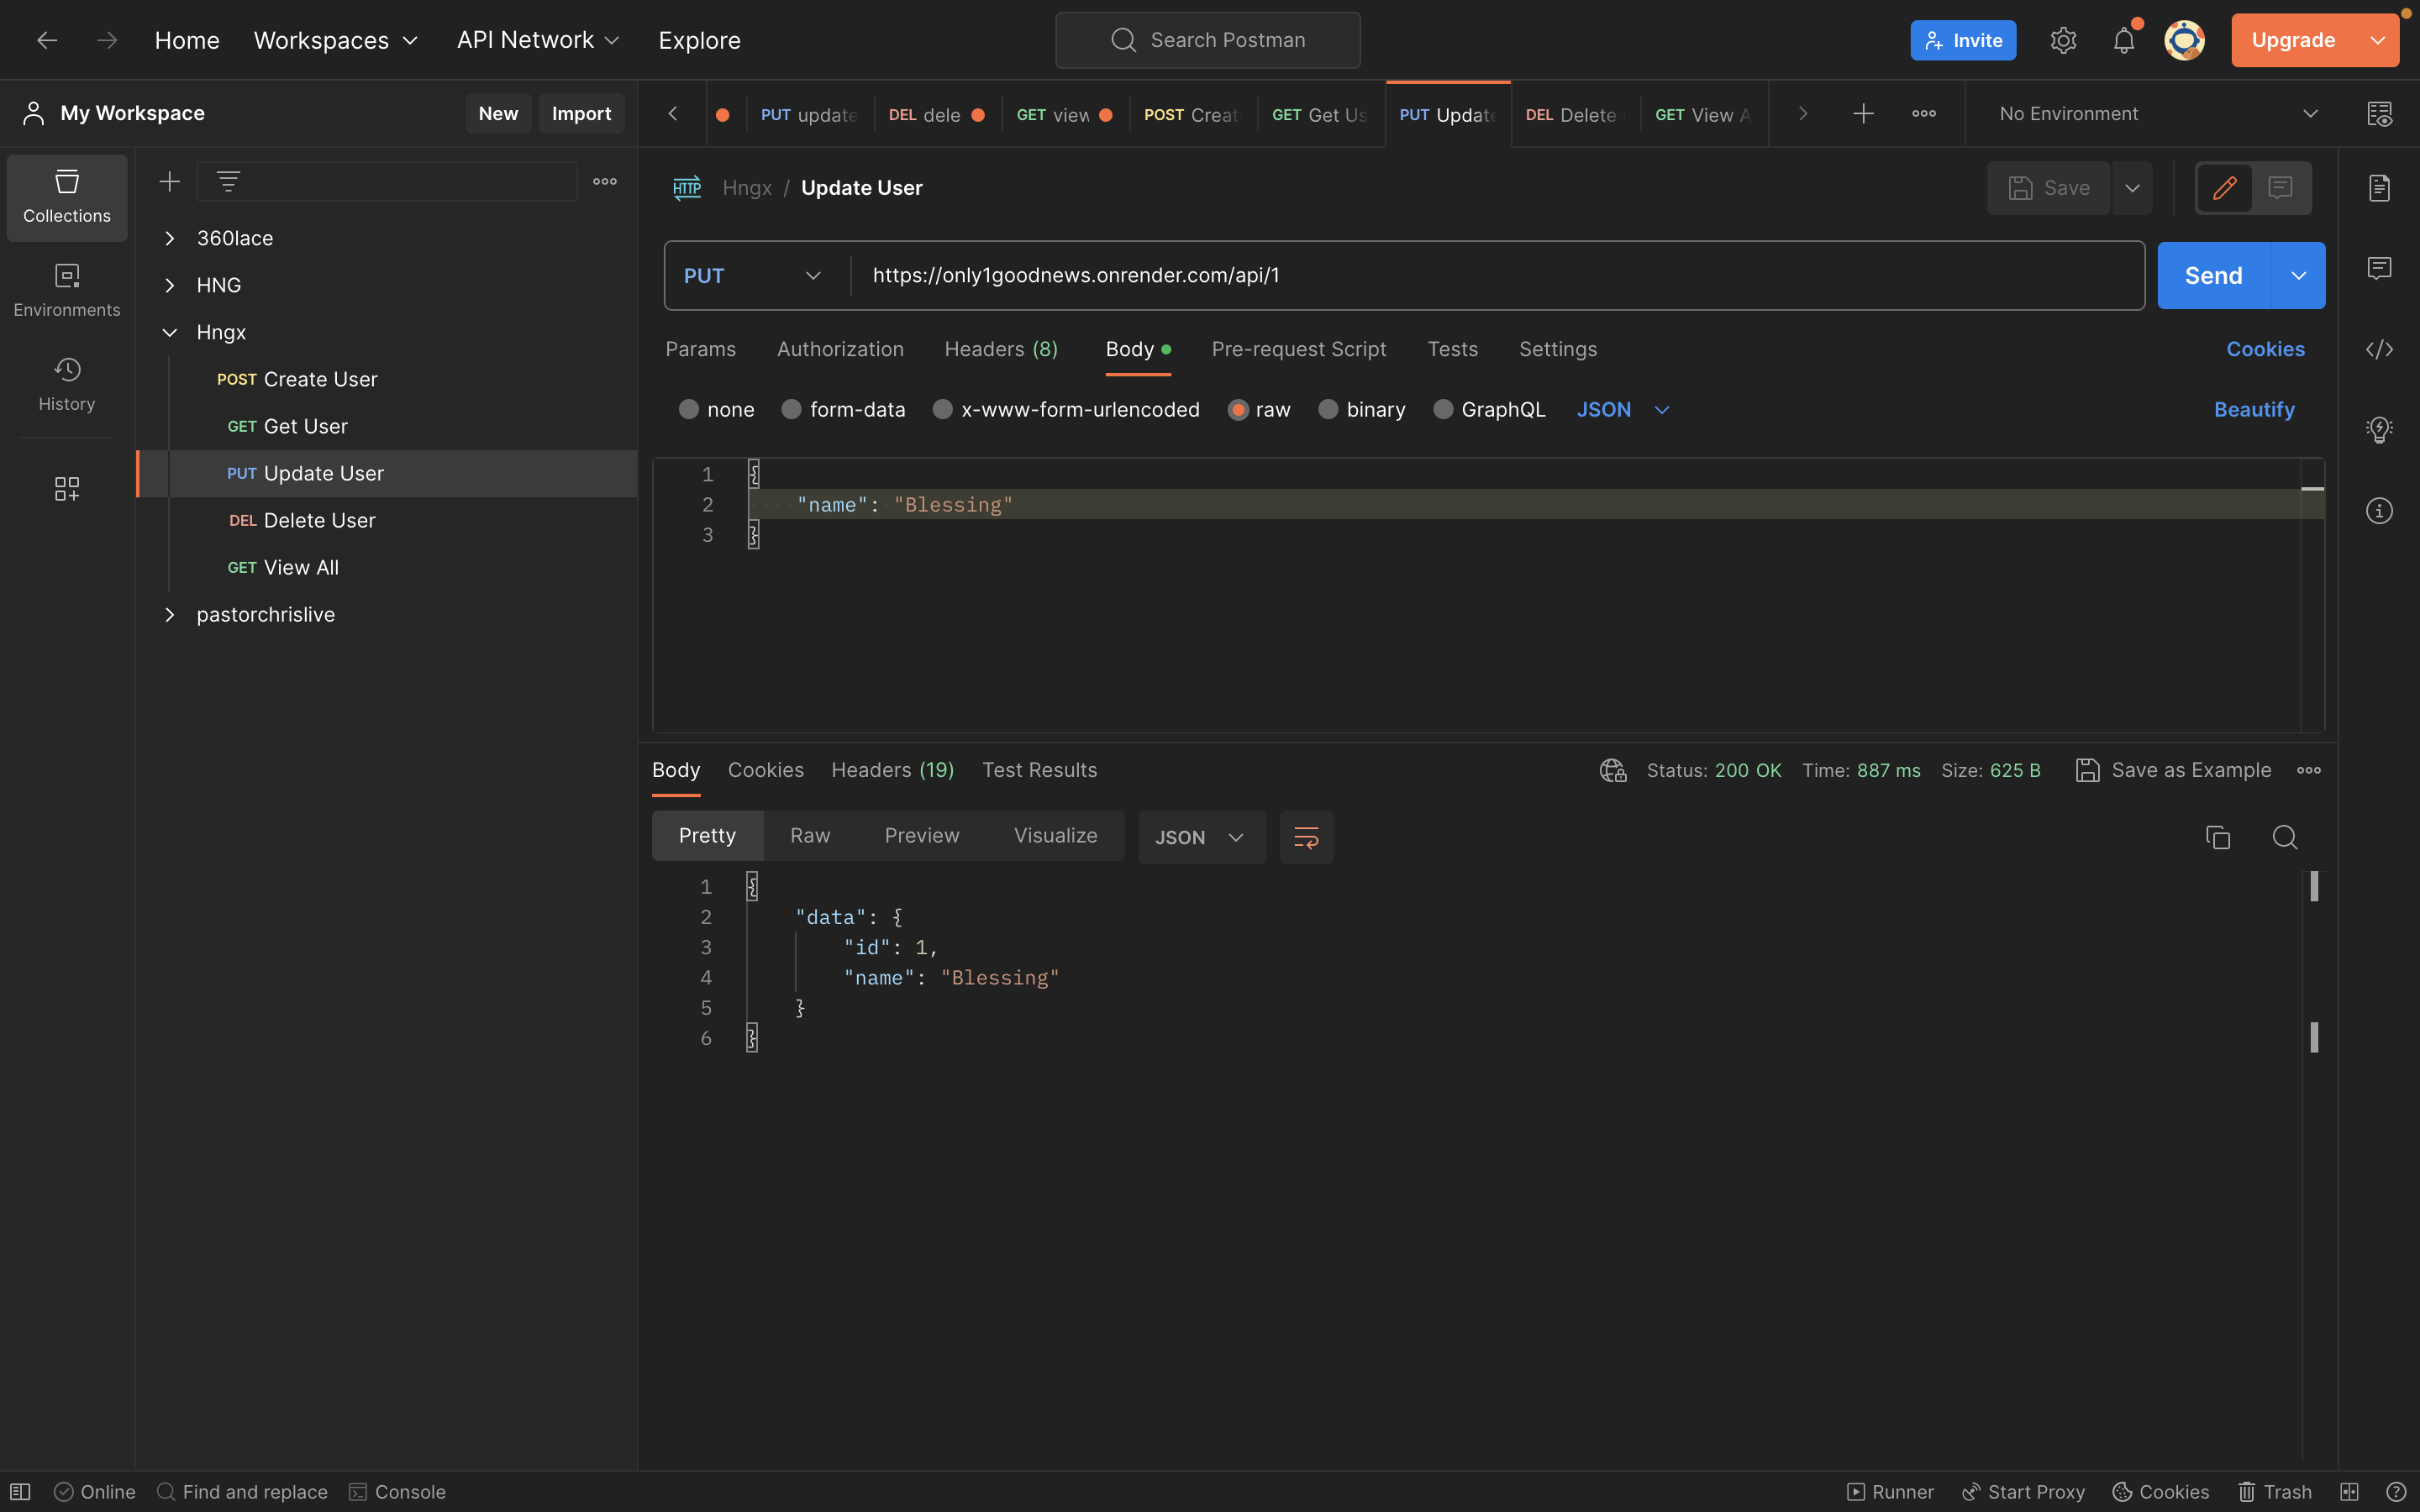 Home Workspaces API Network Explore Search Postman Invite Upgrade
My Workspace New Import
PUT update DEL dele GET view POST Creat GET Get Us PUT Updat DEL Delete GET View A No Environment
Collections
Environments
History
360lace
HNG
Hngx
POST Create User
GET Get User
PUT Update User
DEL Delete User
GET View All
pastorchrislive
HTTP Hngx / Update User Save
PUT https://only1goodnews.onrender.com/api/1 Send
Params Authorization Headers (8) Body Pre-request Script Tests Settings Cookies
none form-data x-www-form-urlencoded raw binary GraphQL JSON Beautify
1 {
2 "name": "Blessing"
3 }
Body Cookies Headers (19) Test Results Status: 200 OK Time: 887 ms Size: 625 B Save as Example
Pretty Raw Preview Visualize JSON
1 {
2 "data": {
3 "id": 1,
4 "name": "Blessing"
5 }
6 }
Online Find and replace Console Runner Start Proxy Cookies Trash